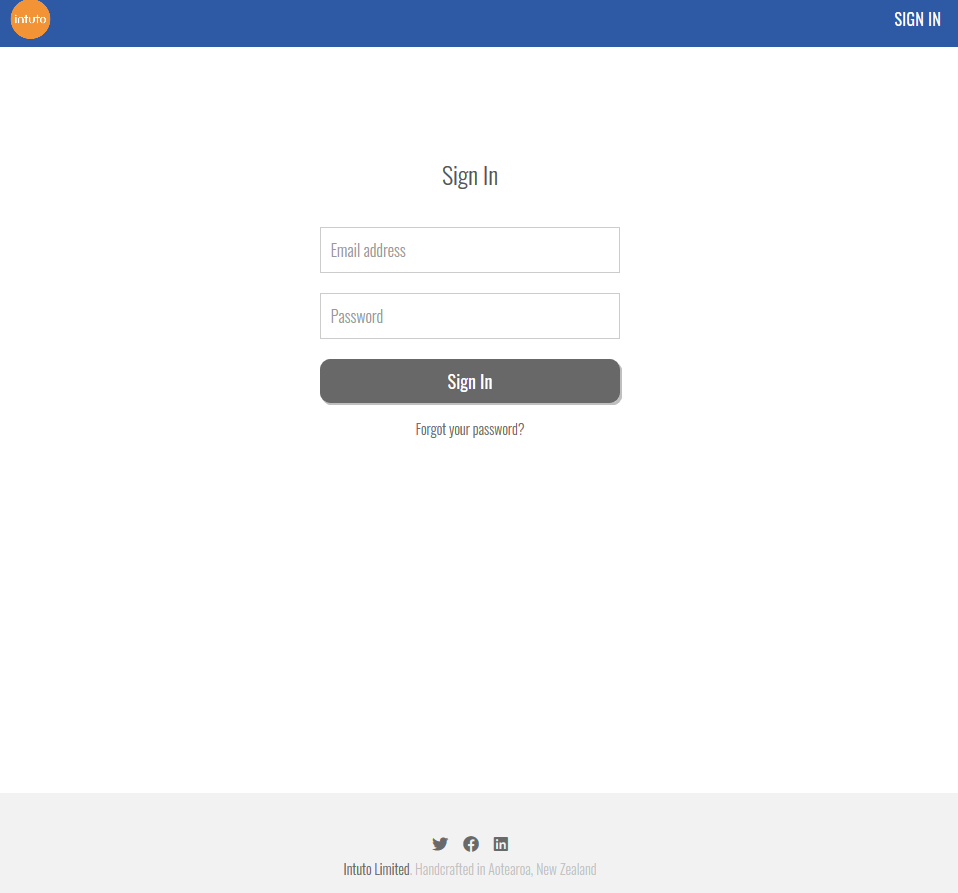 intuto
SIGN IN
Sign In
Email address
Password
Sign In
Forgot your password?
Intuto Limited. Handcrafted in Aotearoa, New Zealand